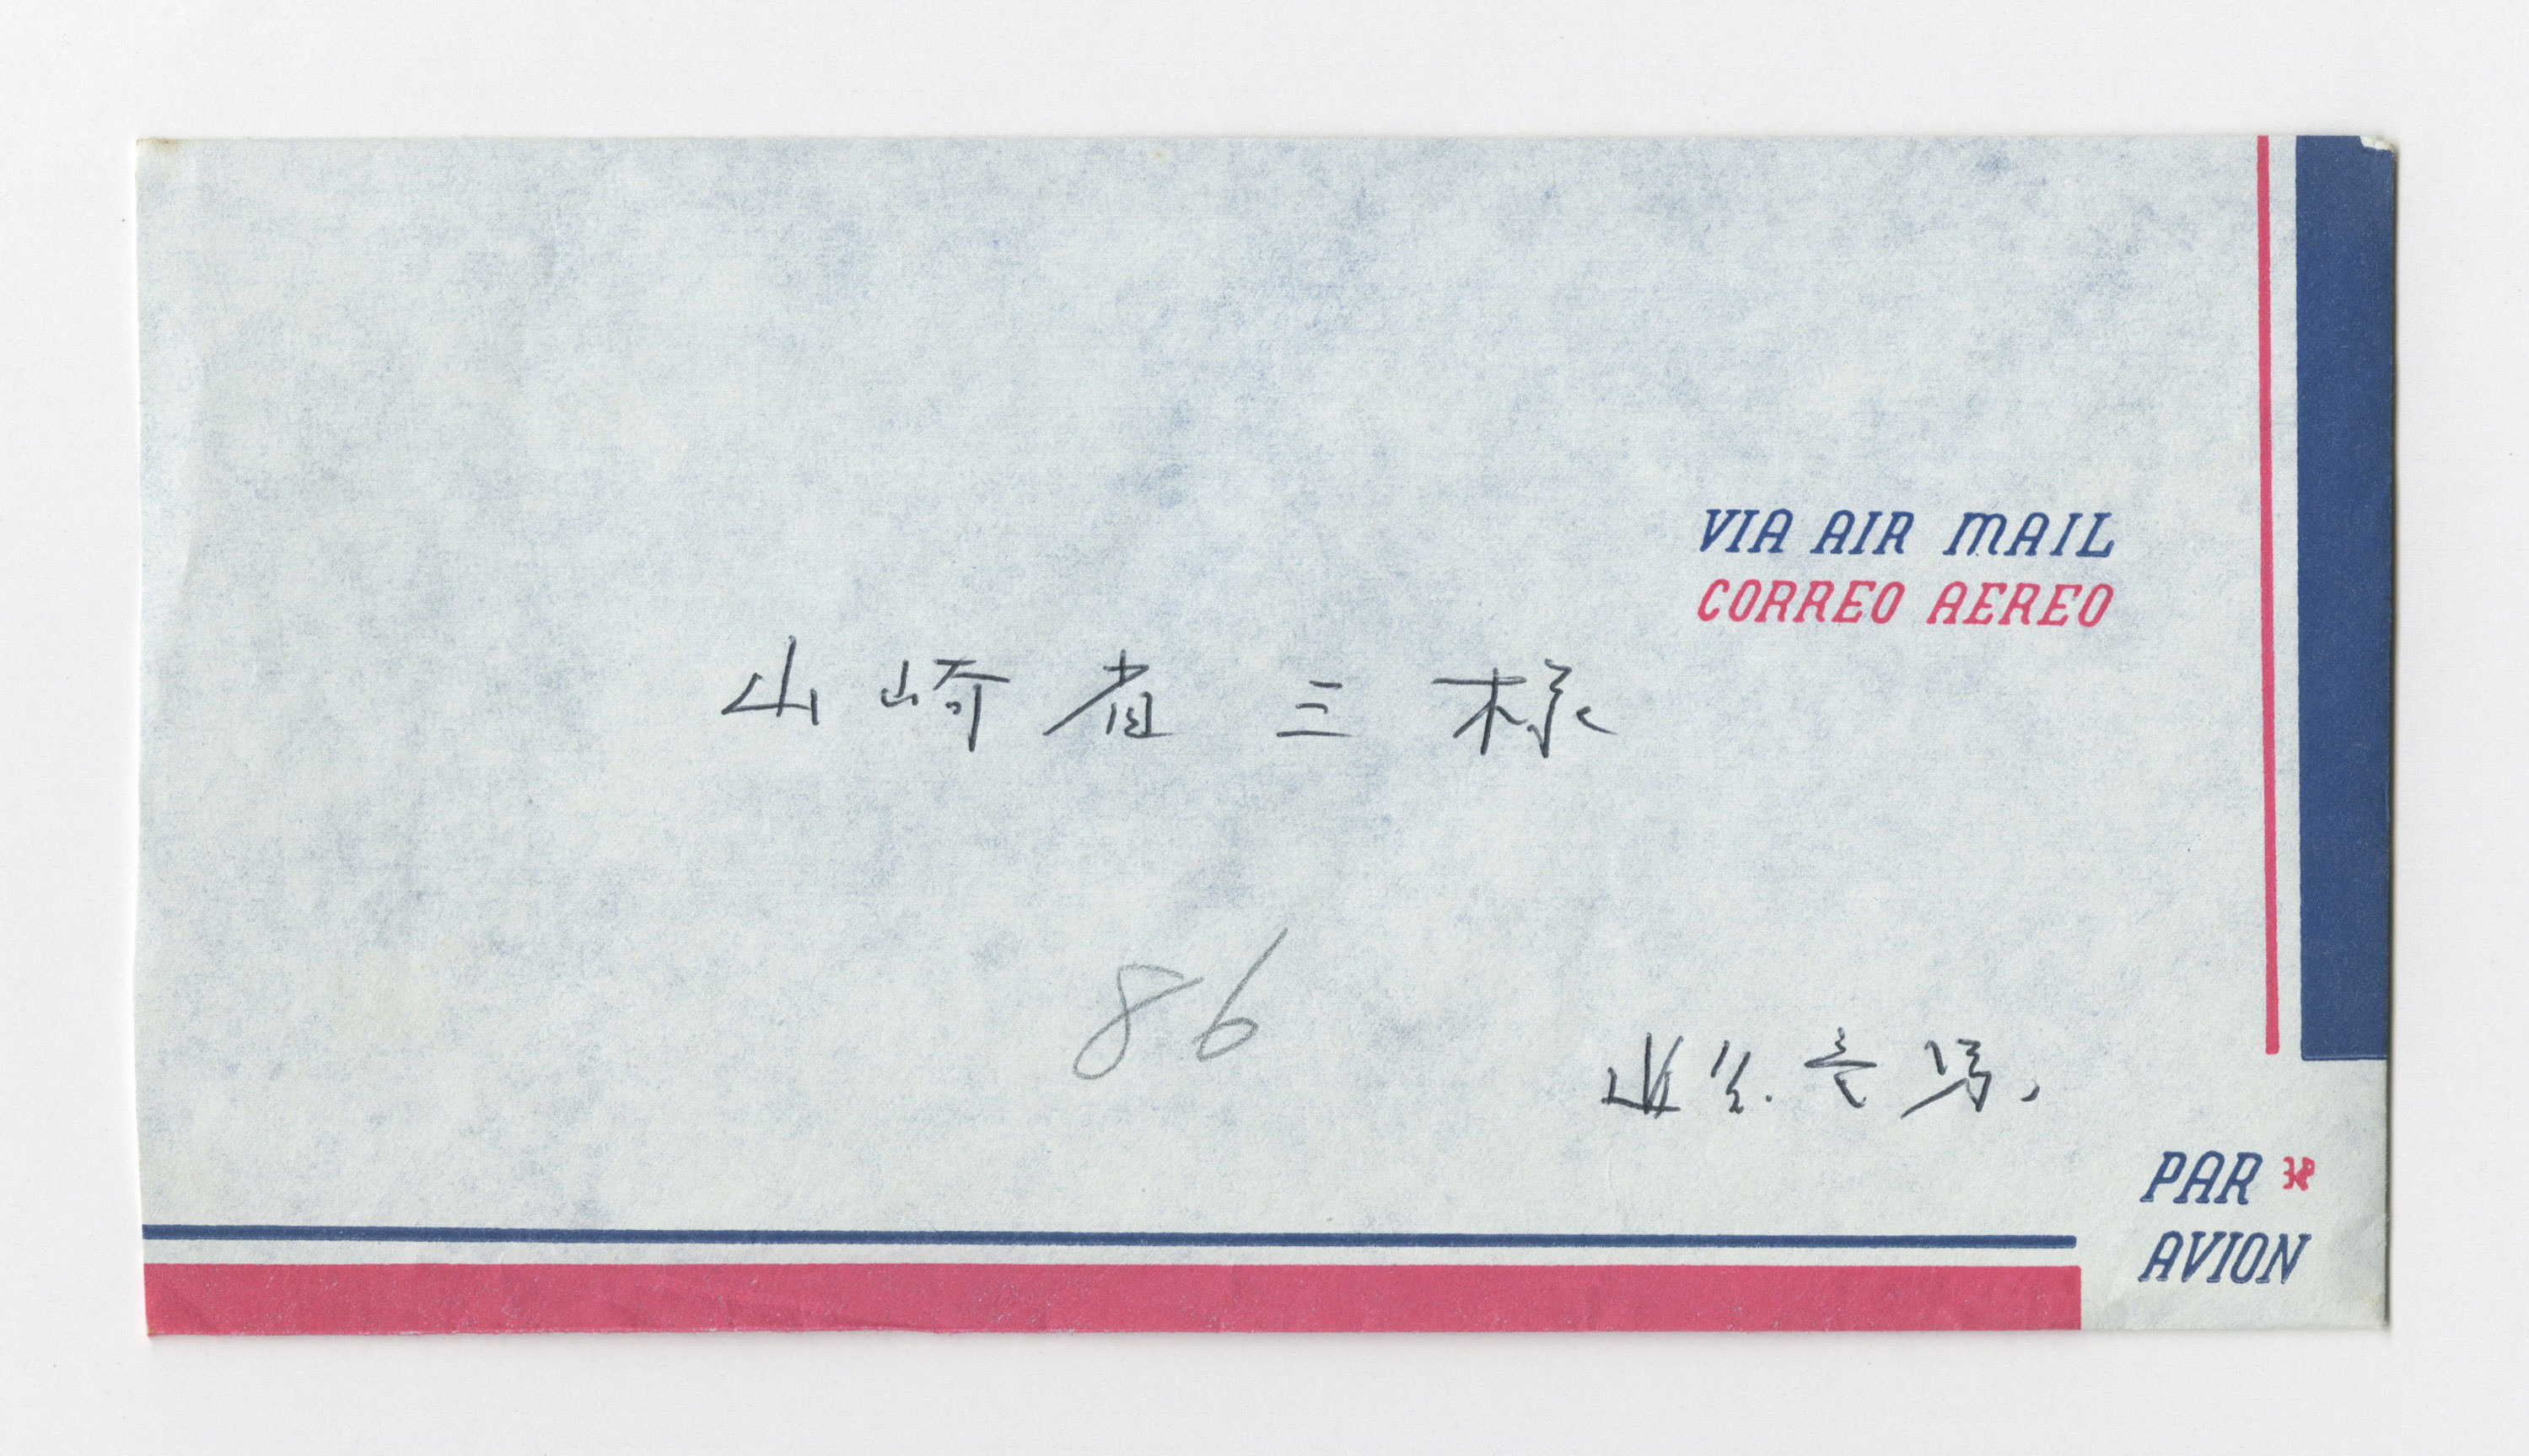 VIA AIR MAIL
CORREO AEREO
山崎省三様
86
PAR
AVION